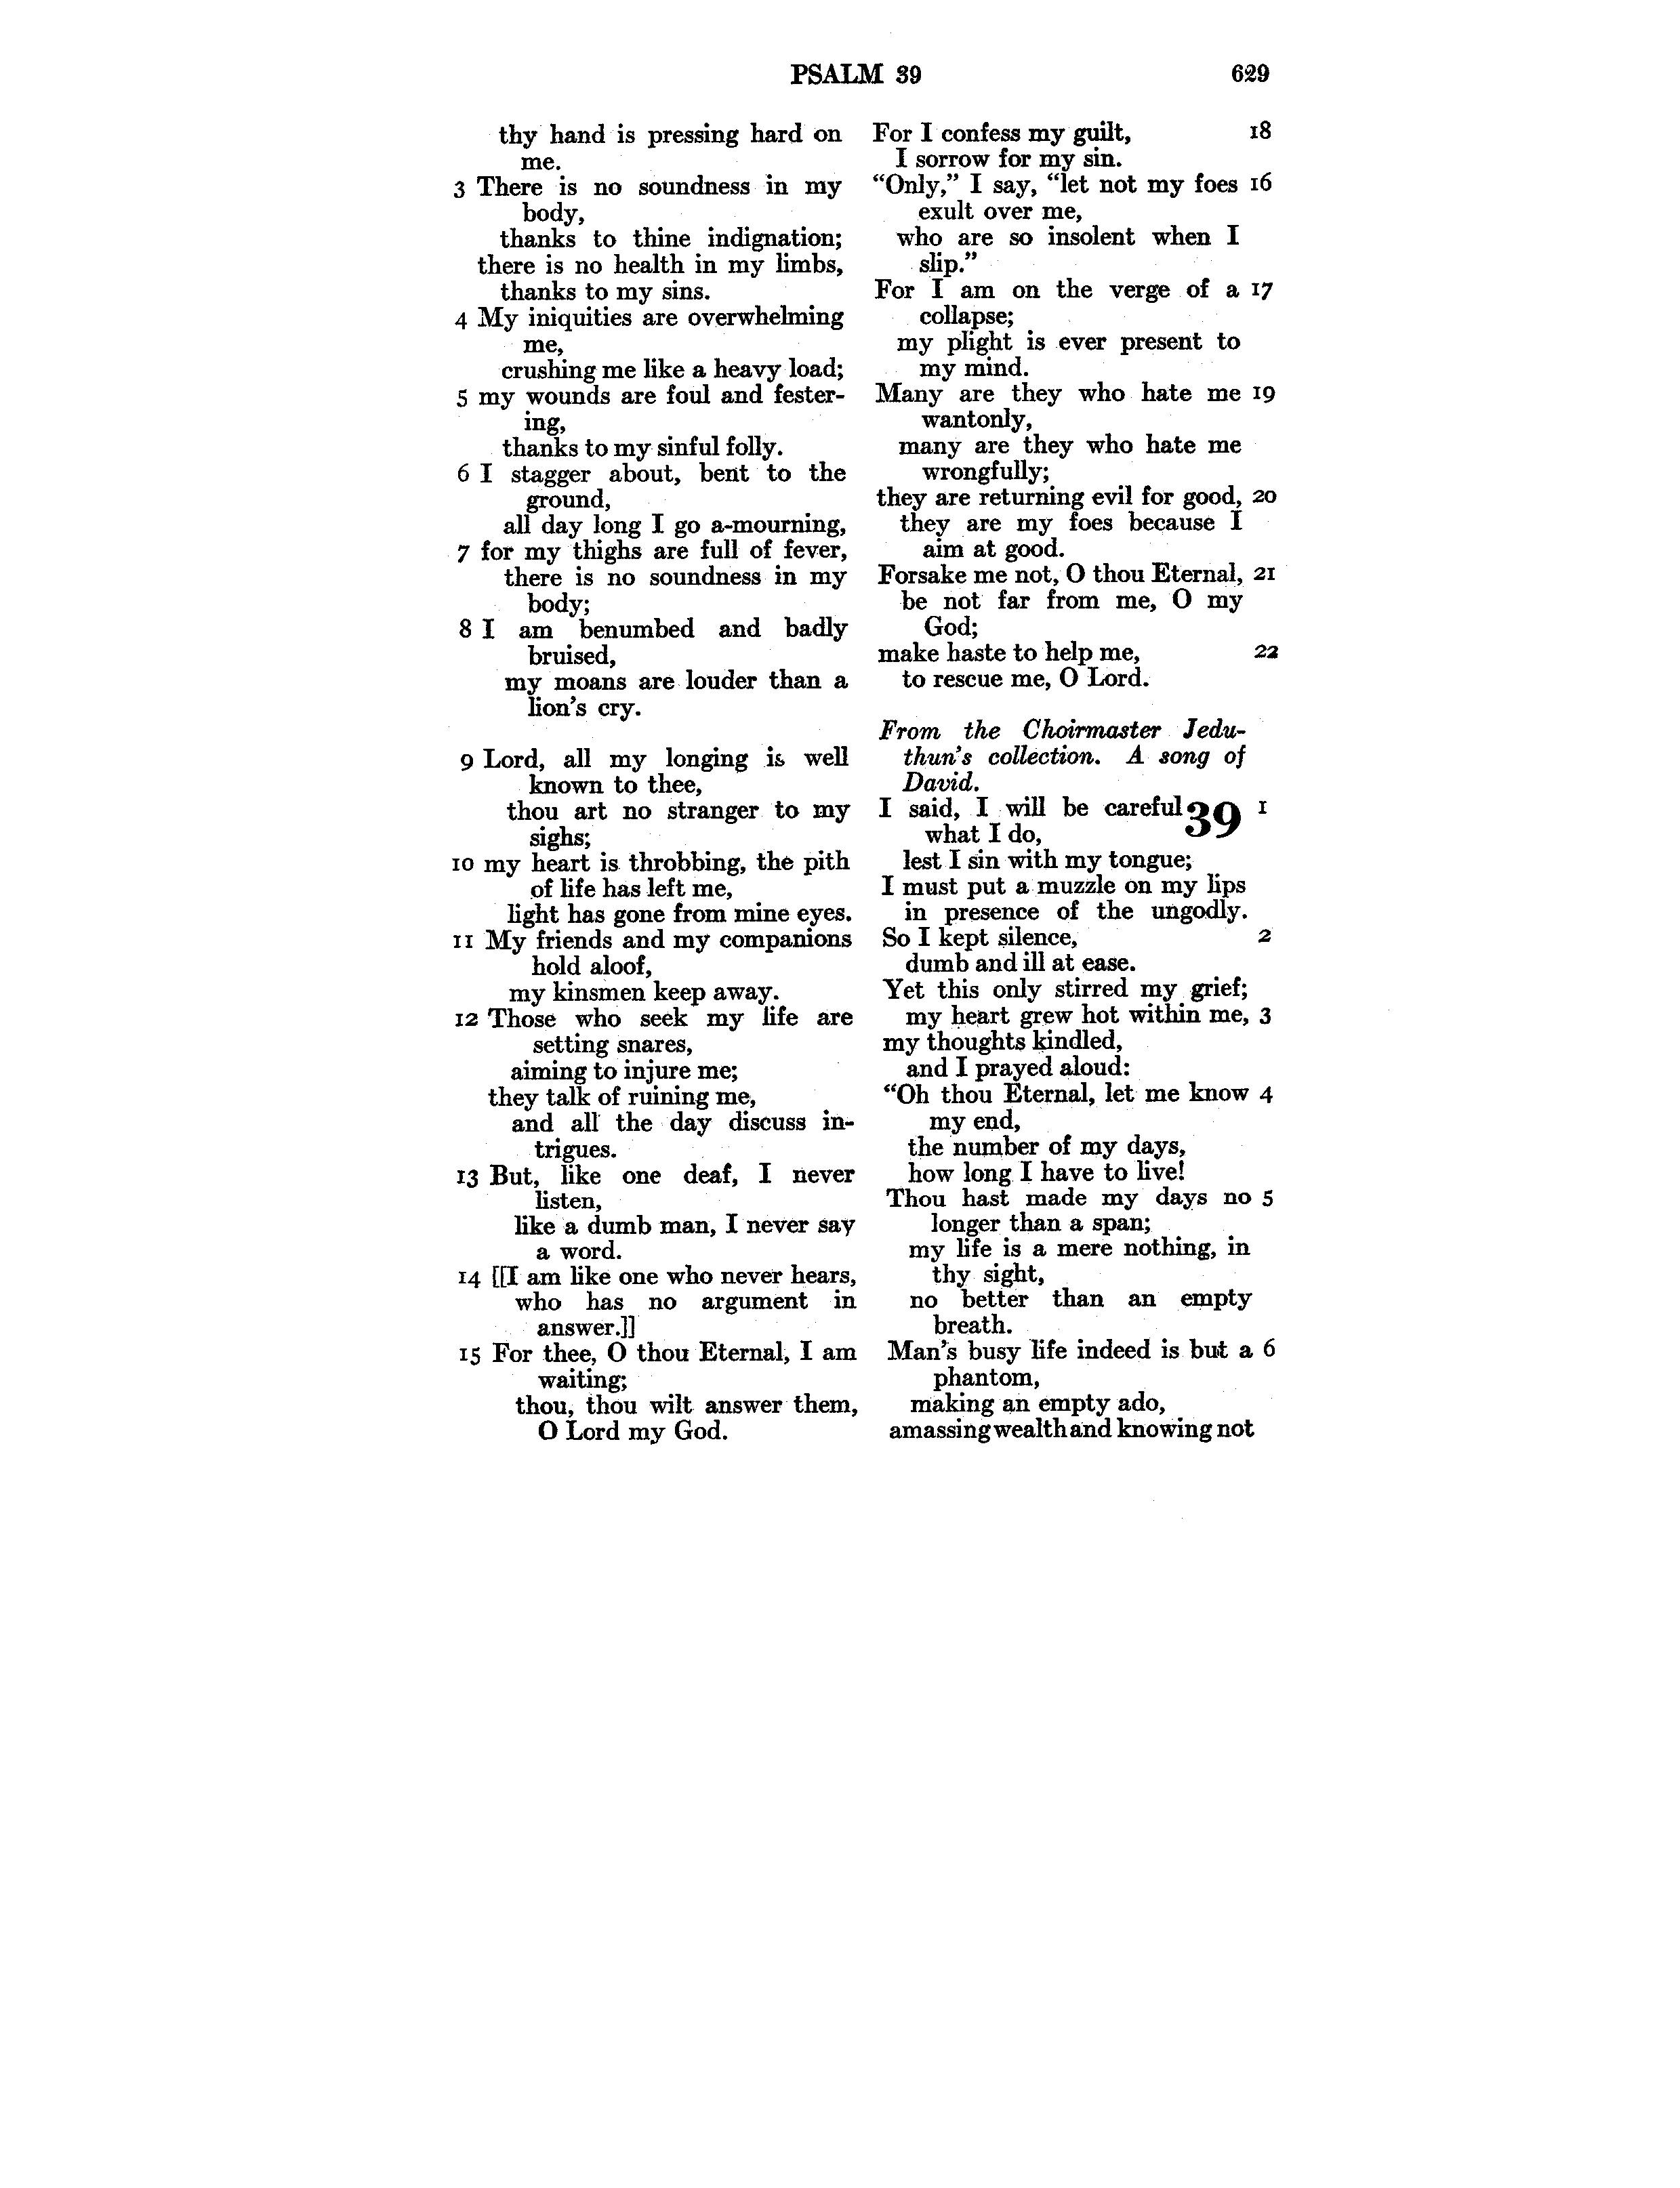 PSALM 39 629
thy hand is pressing hard on
me.
3 There is no soundness in my
body,
thanks to thine indignation;
there is no health in my limbs,
thanks to my sins.
4 My iniquities are overwhelming
me,
crushing me like a heavy load;
5 my wounds are foul and fester-
ing,
thanks to my sinful folly.
6 I stagger about, bent to the
ground,
all day long I go a-mourning,
7 for my thighs are full of fever,
there is no soundness in my
body;
8 I am benumbed and badly
bruised,
my moans are louder than a
lion's cry.
9 Lord, all my longing is well
known to thee,
thou art no stranger to my
sighs;
10 my heart is throbbing, the pith
of life has left me,
light has gone from mine eyes.
11 My friends and my companions
hold aloof,
my kinsmen keep away.
12 Those who seek my life are
setting snares,
aiming to injure me;
they talk of ruining me,
and all the day discuss in-
trigues.
13 But, like one deaf, I never
listen,
like a dumb man, I never say
a word.
14 [[I am like one who never hears,
who has no argument in
answer.]]
15 For thee, O thou Eternal, I am
waiting;
thou, thou wilt answer them,
O Lord my God.
For I confess my guilt, 18
I sorrow for my sin.
“Only,” I say, “let not my foes 16
exult over me,
who are so insolent when I
slip.”
For I am on the verge of a 17
collapse;
my plight is ever present to
my mind.
Many are they who hate me 19
wantonly,
many are they who hate me
wrongfully;
they are returning evil for good, 20
they are my foes because I
aim at good.
Forsake me not, O thou Eternal, 21
be not far from me, O my
God;
make haste to help me, 22
to rescue me, O Lord.
From the Choirmaster Jedu-
thun's collection. A song of
David.
I said, I will be careful 39 1
what I do,
lest I sin with my tongue;
I must put a muzzle on my lips
in presence of the ungodly.
So I kept silence, 2
dumb and ill at ease.
Yet this only stirred my grief;
my heart grew hot within me, 3
my thoughts kindled,
and I prayed aloud:
“Oh thou Eternal, let me know 4
my end,
the number of my days,
how long I have to live!
Thou hast made my days no 5
longer than a span;
my life is a mere nothing, in
thy sight,
no better than an empty
breath.
Man's busy life indeed is but a 6
phantom,
making an empty ado,
amassing wealth and knowing not